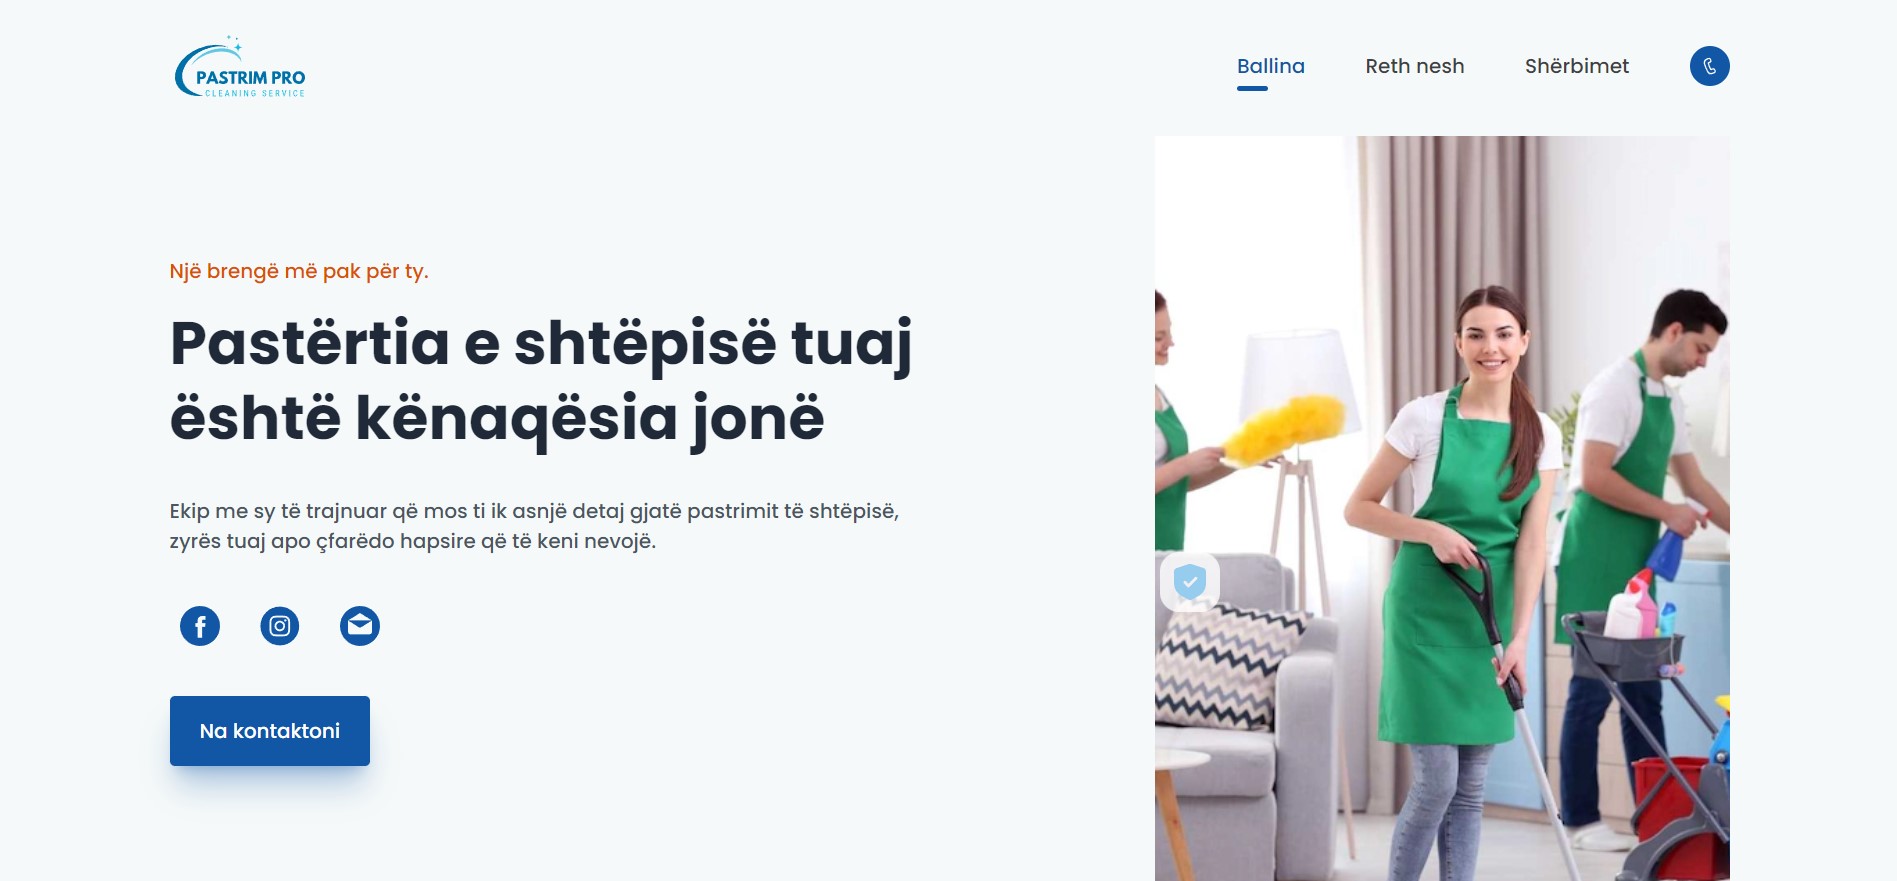 PASTRIM PRO
CLEANING SERVICE
Ballina
Reth nesh
Shërbimet
Një brengë më pak për ty.
Pastërtia e shtëpisë tuaj
është kënaqësia jonë
Ekip me sy të trajnuar që mos ti ik asnjë detaj gjatë pastrimit të shtëpisë,
zyrës tuaj apo çfarëdo hapsire që të keni nevojë.
Na kontaktoni